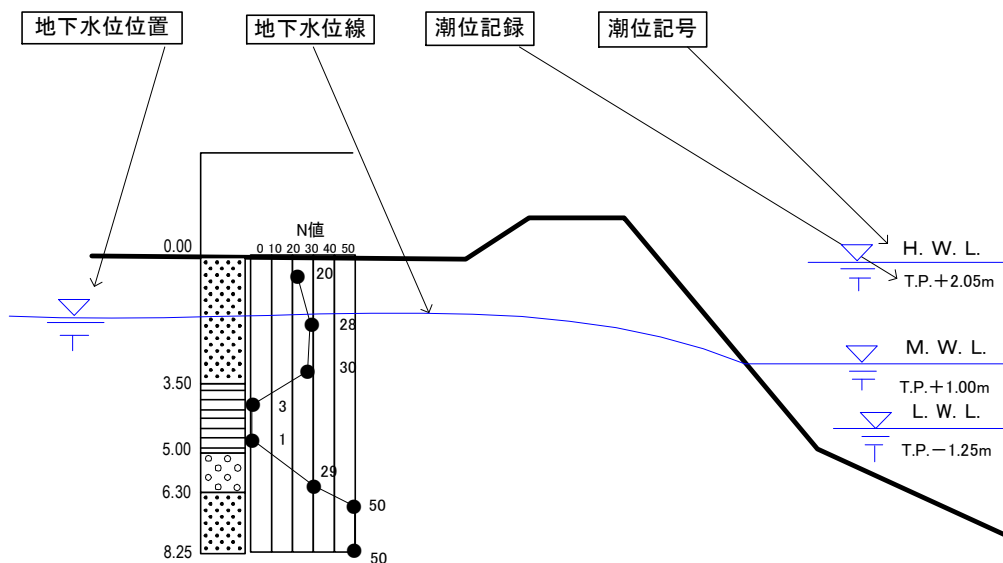 地下水位位置
地下水位線
潮位記録
潮位記号
N値
0 10 20 30 40 50
0.00
20
28
30
3.50
3
1
5.00
29
6.30
50
8.25
50
H. W. L.
T.P.+2.05m
M. W. L.
T.P.+1.00m
L. W. L.
T.P.-1.25m